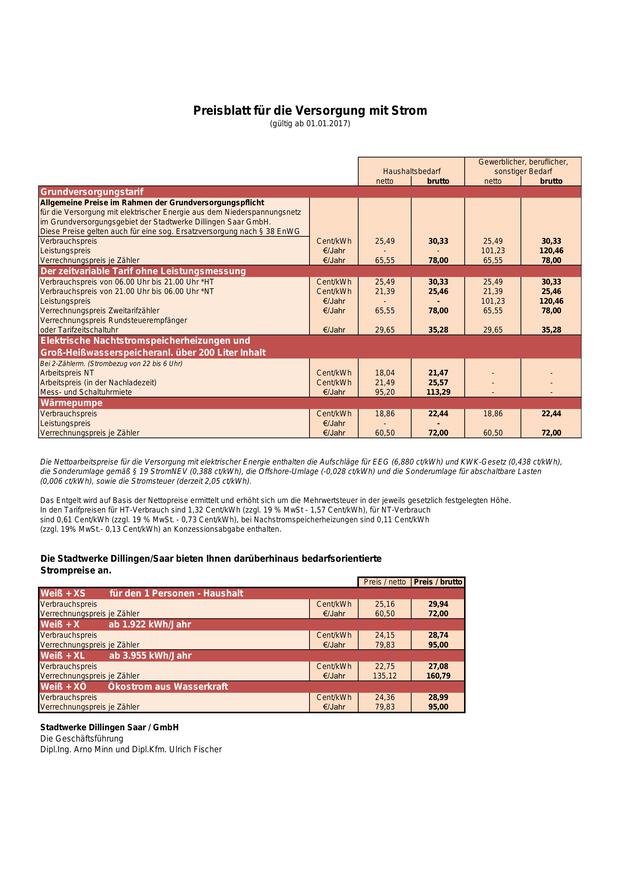 Preisblatt für die Versorgung mit Strom
(gültig ab 01.01.2017)
Haushaltsbedarf Gewerblicher, beruflicher, sonstiger Bedarf
netto brutto netto brutto
Grundversorgungstarif
Allgemeine Preise im Rahmen der Grundversorgungspflicht
für die Versorgung mit elektrischer Energie aus dem Niederspannungsnetz
im Grundversorgungsgebiet der Stadtwerke Dillingen Saar GmbH.
Diese Preise gelten auch für eine sog. Ersatzversorgung nach § 38 EnWG
Verbrauchspreis Cent/kWh 25,49 30,33 25,49 30,33
Leistungspreis €/Jahr - - 101,23 120,46
Verrechnungspreis je Zähler €/Jahr 65,55 78,00 65,55 78,00
Der zeitvariable Tarif ohne Leistungsmessung
Verbrauchspreis von 06.00 Uhr bis 21.00 Uhr *HT Cent/kWh 25,49 30,33 25,49 30,33
Verbrauchspreis von 21.00 Uhr bis 06.00 Uhr *NT Cent/kWh 21,39 25,46 21,39 25,46
Leistungspreis €/Jahr - - 101,23 120,46
Verrechnungspreis Zweitarifzähler €/Jahr 65,55 78,00 65,55 78,00
Verrechnungspreis Rundsteuerempfänger
oder Tarifzeitschaltuhr €/Jahr 29,65 35,28 29,65 35,28
Elektrische Nachtstromspeicherheizungen und
Groß-Heißwasserspeicheranl. über 200 Liter Inhalt
Bei 2-Zählerm. (Strombezug von 22 bis 6 Uhr)
Arbeitspreis NT Cent/kWh 18,04 21,47 - -
Arbeitspreis (in der Nachladezeit) Cent/kWh 21,49 25,57 - -
Mess- und Schaltuhrmiete €/Jahr 95,20 113,29 - -
Wärmepumpe
Verbrauchspreis Cent/kWh 18,86 22,44 18,86 22,44
Leistungspreis €/Jahr - -
Verrechnungspreis je Zähler €/Jahr 60,50 72,00 60,50 72,00
Die Nettoarbeitspreise für die Versorgung mit elektrischer Energie enthalten die Aufschläge für EEG (6,880 ct/kWh) und KWK-Gesetz (0,438 ct/kWh),
die Sonderumlage gemäß § 19 StromNEV (0,388 ct/kWh), die Offshore-Umlage (-0,028 ct/kWh) und die Sonderumlage für abschaltbare Lasten
(0,006 ct/kWh), sowie die Stromsteuer (derzeit 2,05 ct/kWh).
Das Entgelt wird auf Basis der Nettopreise ermittelt und erhöht sich um die Mehrwertsteuer in der jeweils gesetzlich festgelegten Höhe.
In den Tarifpreisen für HT-Verbrauch sind 1,32 Cent/kWh (zzgl. 19 % MwSt - 1,57 Cent/kWh), für NT-Verbrauch
sind 0,61 Cent/kWh (zzgl. 19 % MwSt. - 0,73 Cent/kWh), bei Nachstromspeicherheizungen sind 0,11 Cent/kWh
(zzgl. 19% MwSt.- 0,13 Cent/kWh) an Konzessionsabgabe enthalten.
Die Stadtwerke Dillingen/Saar bieten Ihnen darüberhinaus bedarfsorientierte
Strompreise an.
Preis / netto Preis / brutto
Weiß + XS für den 1 Personen - Haushalt
Verbrauchspreis Cent/kWh 25,16 29,94
Verrechnungspreis je Zähler €/Jahr 60,50 72,00
Weiß + X ab 1.922 kWh/Jahr
Verbrauchspreis Cent/kWh 24,15 28,74
Verrechnungspreis je Zähler €/Jahr 79,83 95,00
Weiß + XL ab 3.955 kWh/Jahr
Verbrauchspreis Cent/kWh 22,75 27,08
Verrechnungspreis je Zähler €/Jahr 135,12 160,79
Weiß + XÖ Ökostrom aus Wasserkraft
Verbrauchspreis Cent/kWh 24,36 28,99
Verrechnungspreis je Zähler €/Jahr 79,83 95,00
Stadtwerke Dillingen Saar / GmbH
Die Geschäftsführung
Dipl.Ing. Arno Minn und Dipl.Kfm. Ulrich Fischer